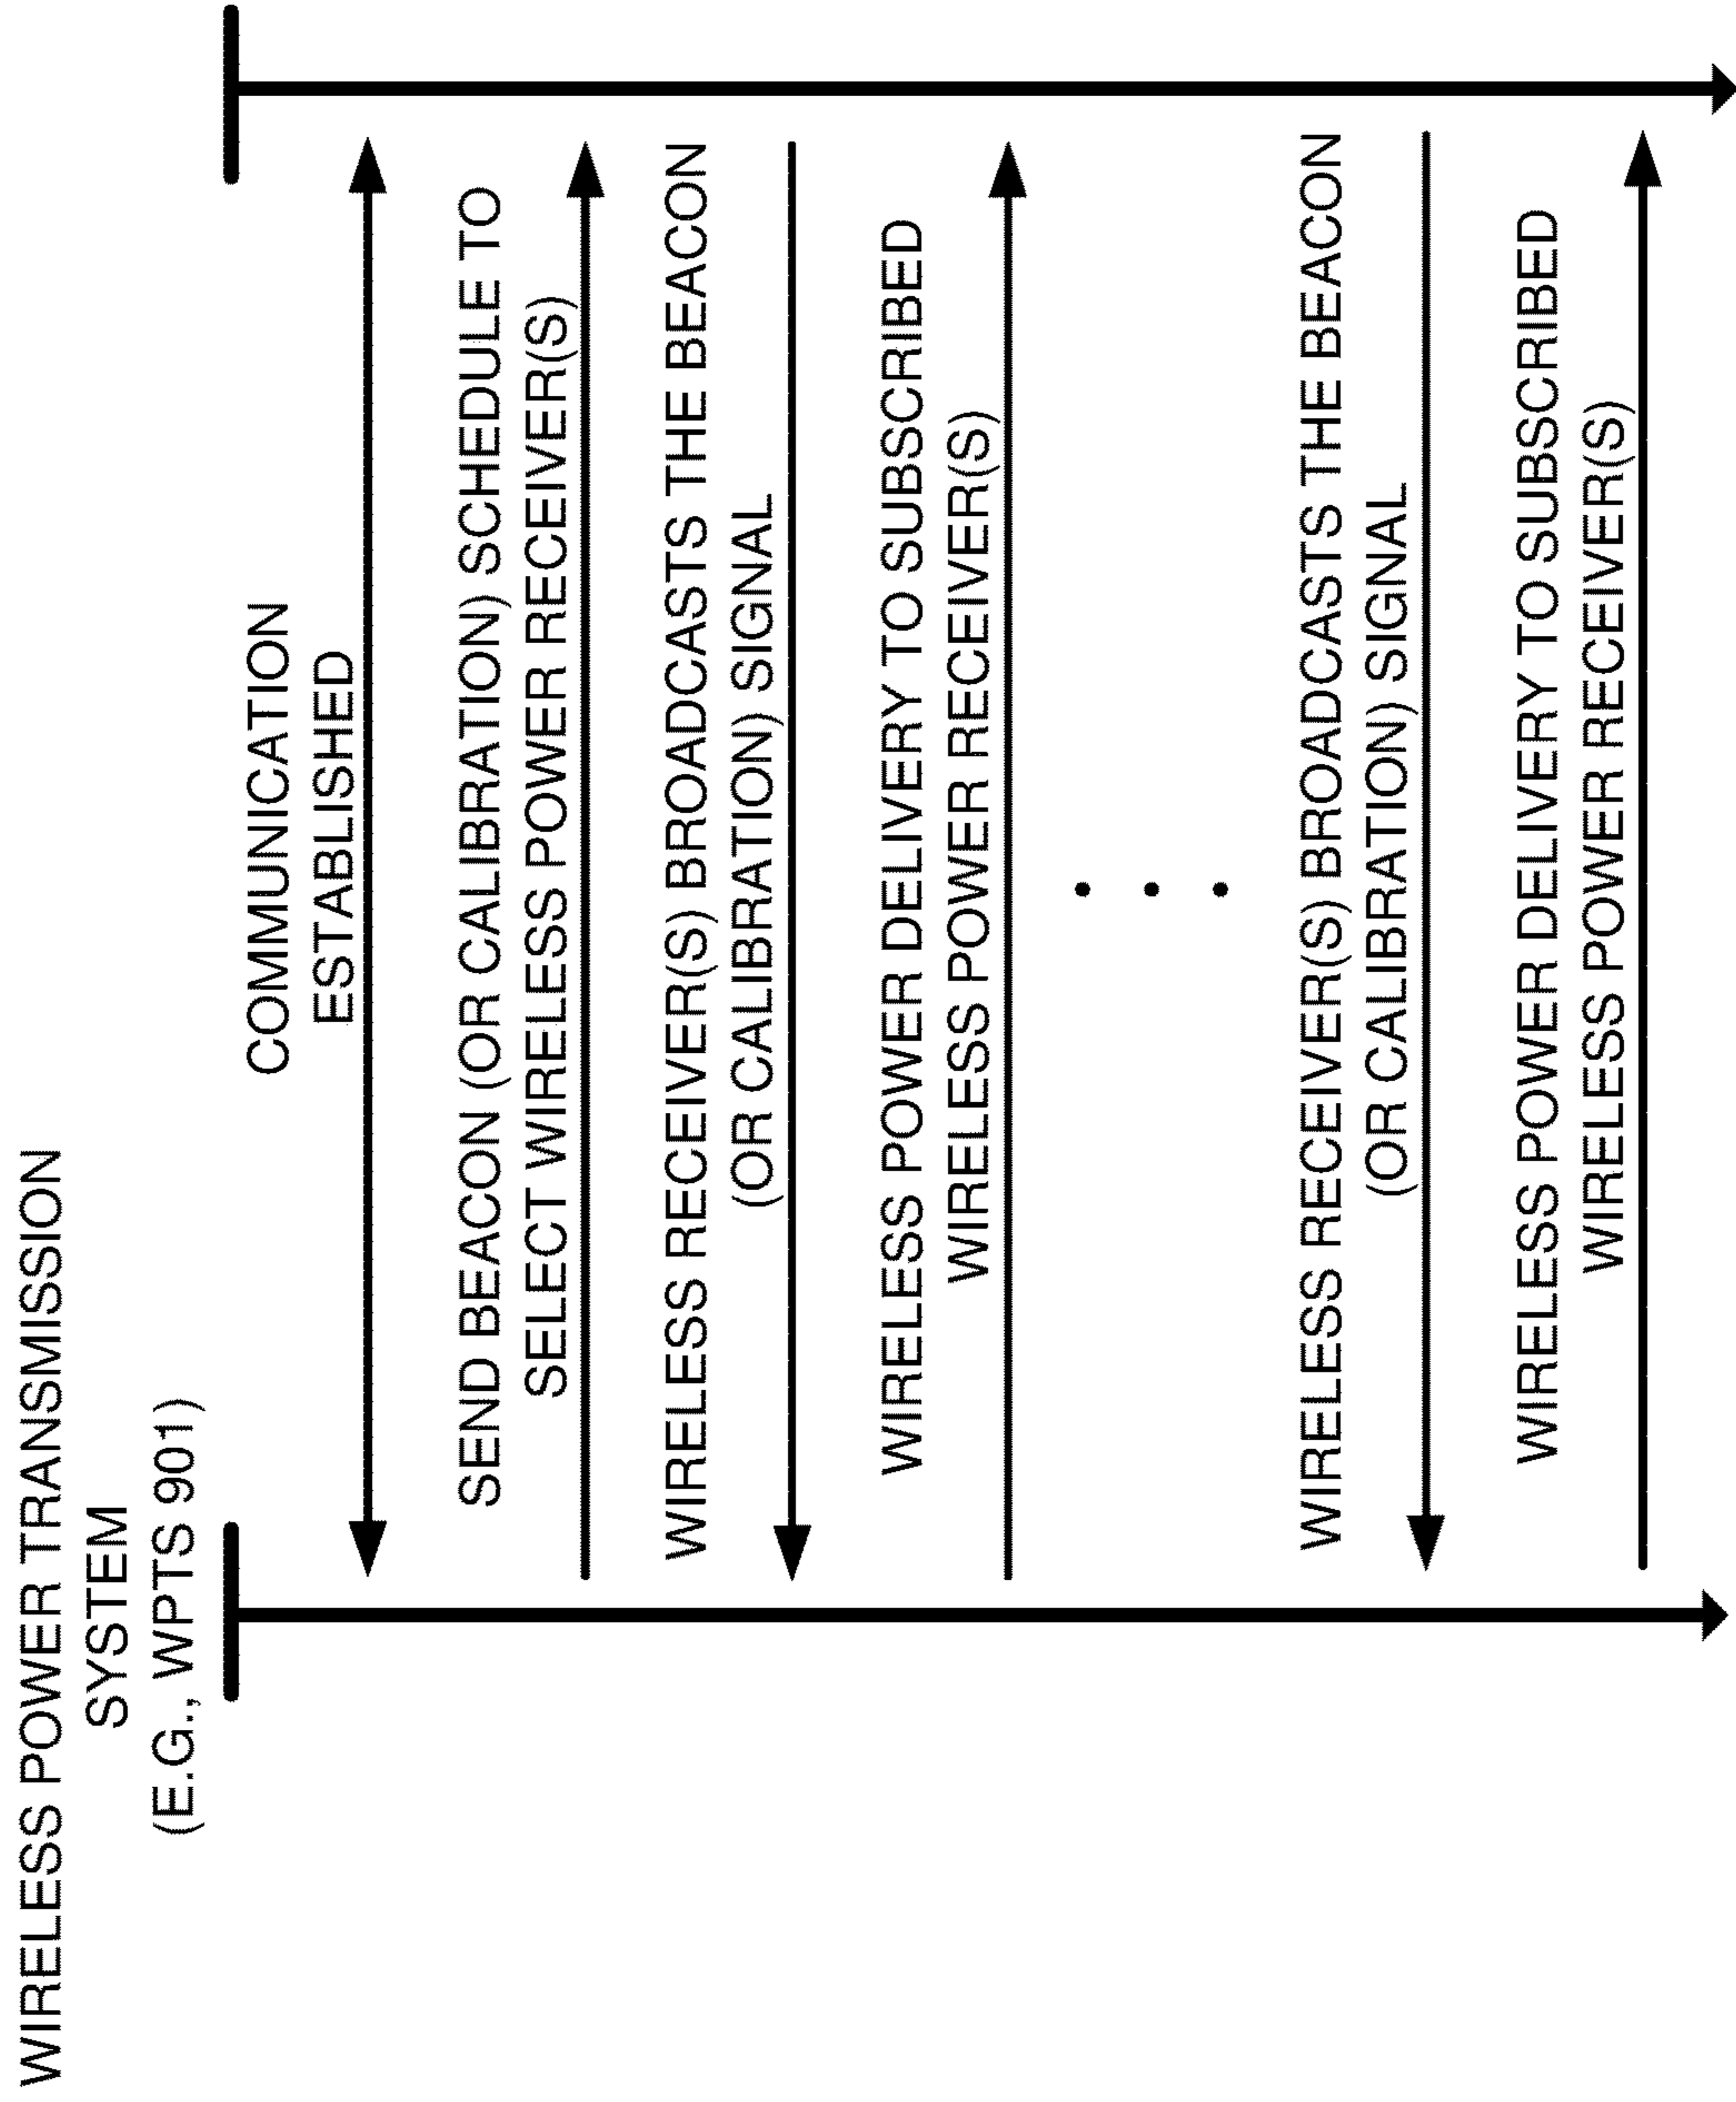 WIRELESS POWER TRANSMISSION
SYSTEM
(E.G., WPTS 901)
COMMUNICATION
ESTABLISHED
SEND BEACON (OR CALIBRATION) SCHEDULE TO
SELECT WIRELESS POWER RECEIVER(S)
WIRELESS RECEIVER(S) BROADCASTS THE BEACON
(OR CALIBRATION) SIGNAL
WIRELESS POWER DELIVERY TO SUBSCRIBED
WIRELESS POWER RECEIVER(S)
WIRELESS RECEIVER(S) BROADCASTS THE BEACON
(OR CALIBRATION) SIGNAL
WIRELESS POWER DELIVERY TO SUBSCRIBED
WIRELESS POWER RECEIVER(S)